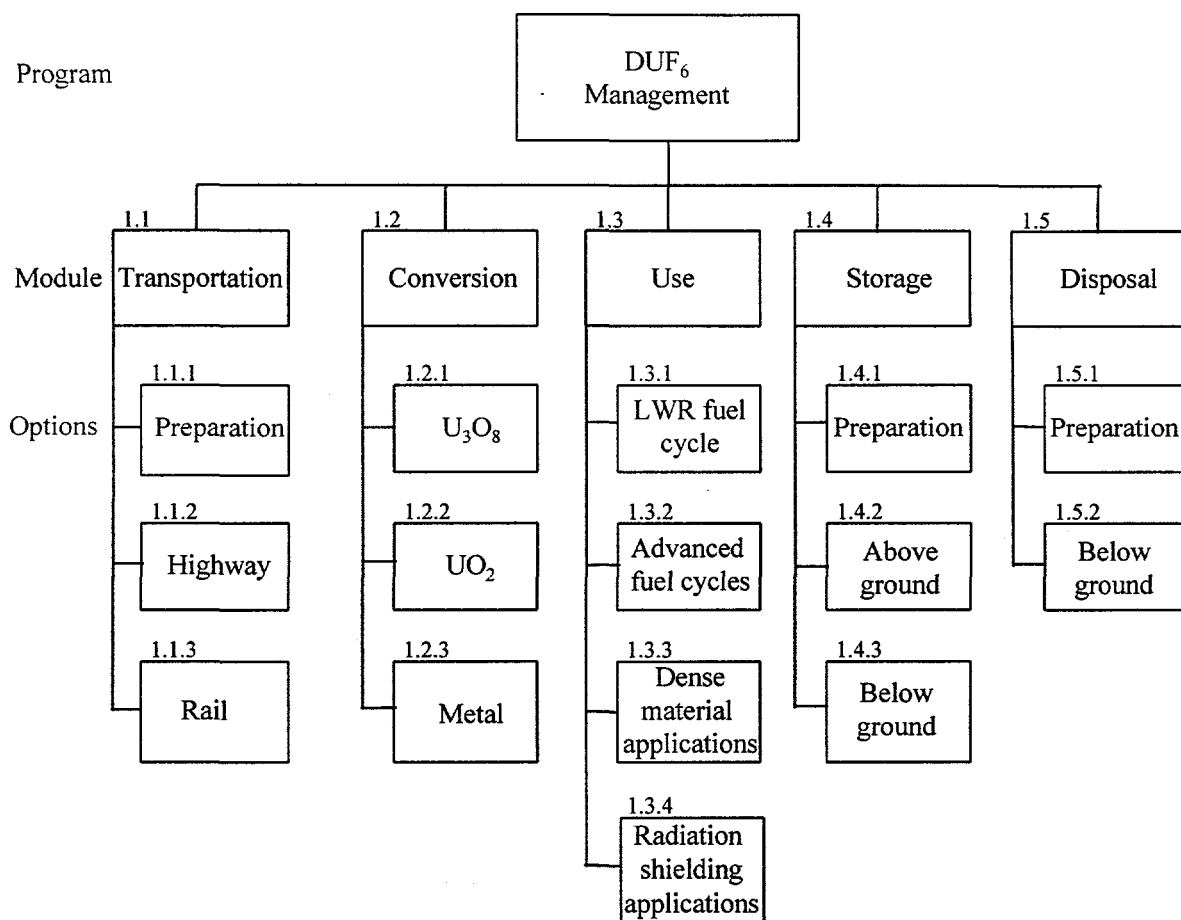 Program
DUF₆
Management
1.1
1.2
1.3
1.4
1.5
Module
Transportation
Conversion
Use
Storage
Disposal
Options
1.1.1
Preparation
1.2.1
U₃O₈
1.3.1
LWR fuel
cycle
1.4.1
Preparation
1.5.1
Preparation
1.1.2
Highway
1.2.2
UO₂
1.3.2
Advanced
fuel cycles
1.4.2
Above
ground
1.5.2
Below
ground
1.1.3
Rail
1.2.3
Metal
1.3.3
Dense
material
applications
1.4.3
Below
ground
1.3.4
Radiation
shielding
applications